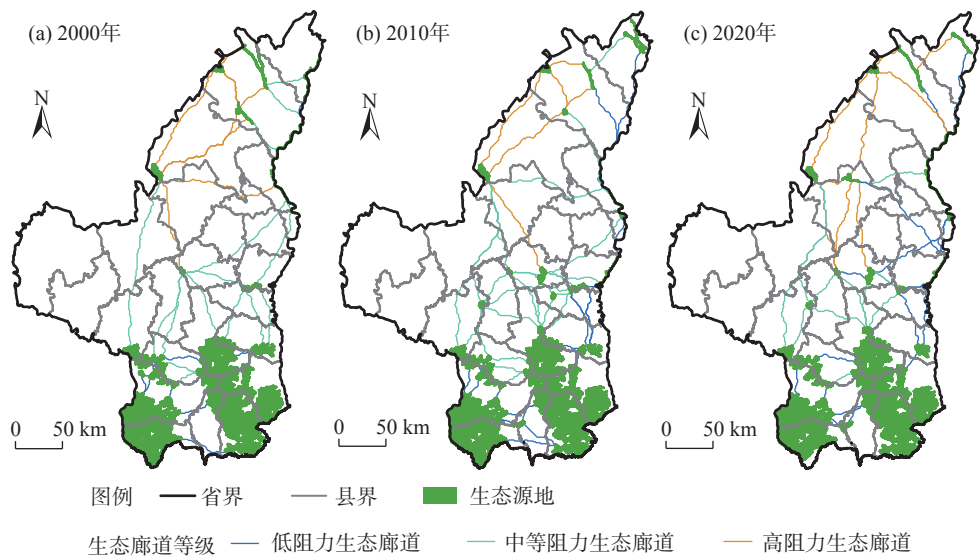 (a) 2000年
(b) 2010年
(c) 2020年
N
N
N
0 50 km
0 50 km
0 50 km
图例 省界 县界 生态源地
生态廊道等级 低阻力生态廊道 中等阻力生态廊道 高阻力生态廊道